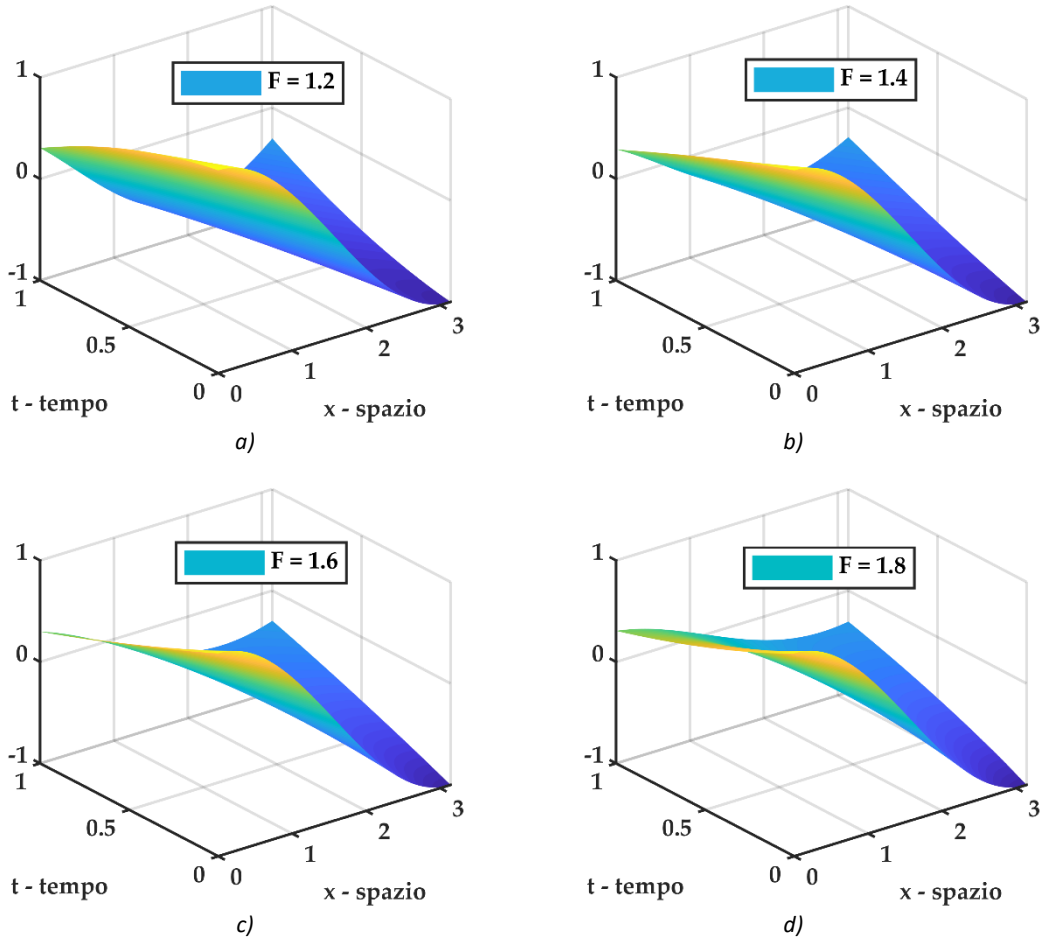 1
F = 1.2
0
-1
1
0.5
0
0
1
2
3
t - tempo
x - spazio
a)
1
F = 1.4
0
-1
1
0.5
0
0
1
2
3
t - tempo
x - spazio
b)
1
F = 1.6
0
-1
1
0.5
0
0
1
2
3
t - tempo
x - spazio
c)
1
F = 1.8
0
-1
1
0.5
0
0
1
2
3
t - tempo
x - spazio
d)